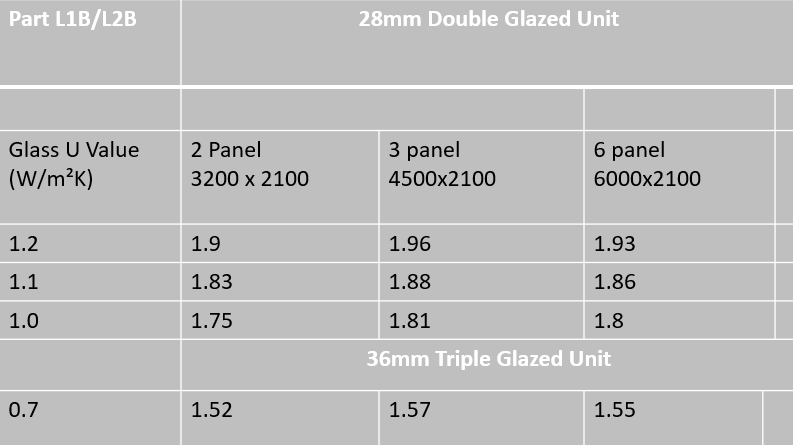 Part L1B/L2B 28mm Double Glazed Unit
Glass U Value 2 Panel 3 panel 6 panel
(W/m²K) 3200 x 2100 4500x2100 6000x2100
1.2 1.9 1.96 1.93
1.1 1.83 1.88 1.86
1.0 1.75 1.81 1.8
36mm Triple Glazed Unit
0.7 1.52 1.57 1.55